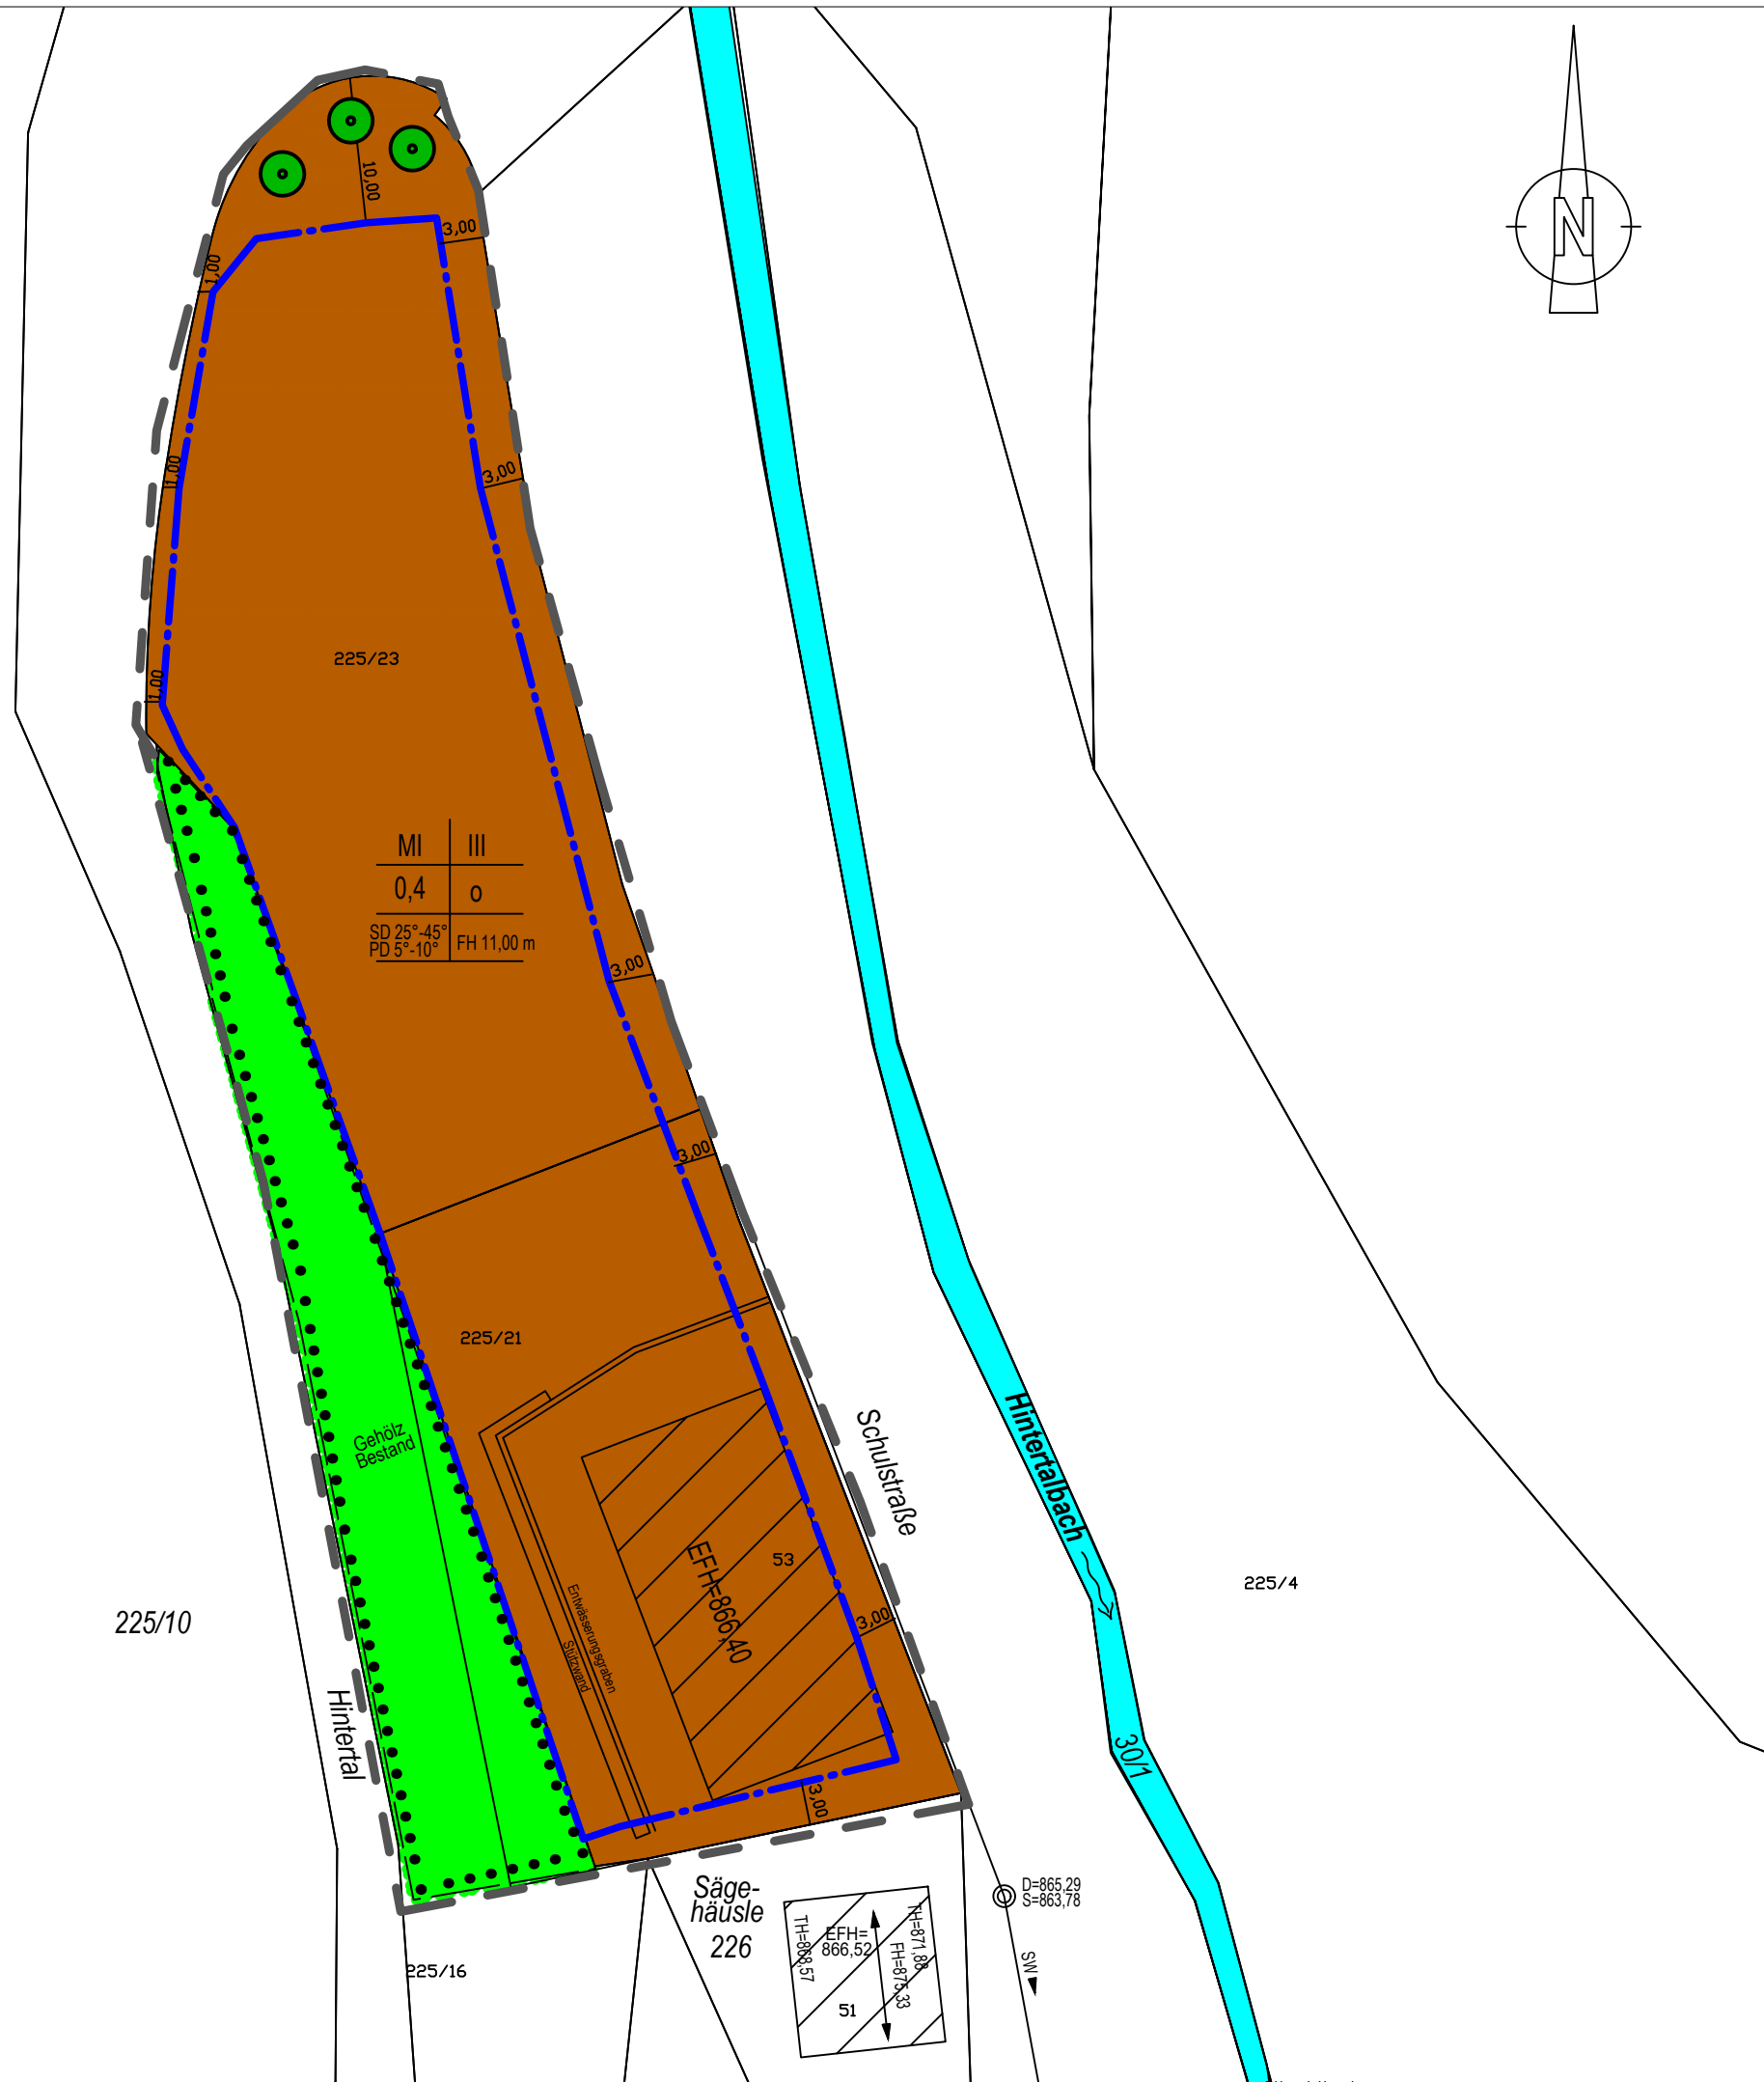 N
10,00
3,00
1,00
1,00
3,00
225/23
1,00
MI III
0,4 o
SD 25°-45°
PD 5°-10°
FH 11,00 m
3,00
3,00
225/21
Gehölz
Bestand
Schulstraße
Hintertalbach
53
EFH=866,40
Entwässerungsgraben
Stützwand
225/4
225/10
3,00
Hintertal
30/1
3,00
Säge-
häusle
226
D=865,29
S=863,78
TH=868,57
EFH=
866,52
TH=871,88
FH=875,33
51
SW
225/16